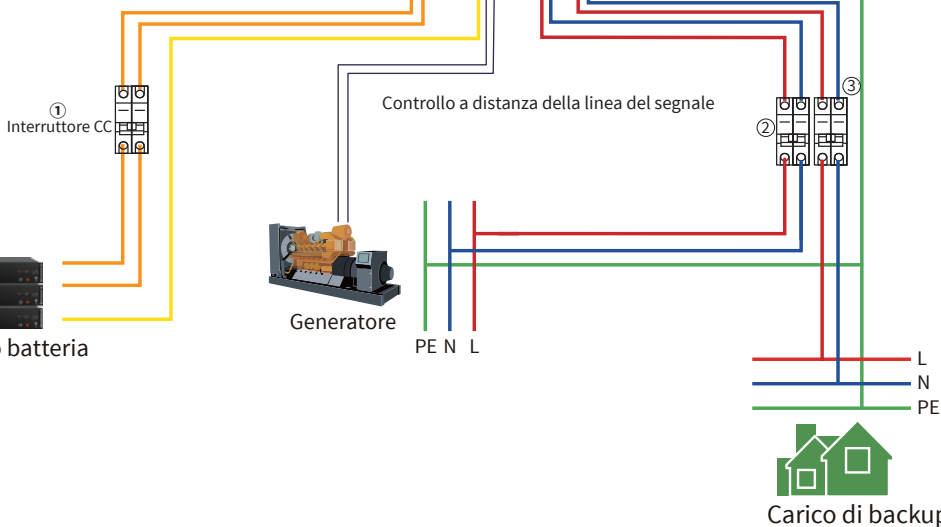 Controllo a distanza della linea del segnale
③
①
Interruttore CC
②
Generatore
batteria
PE N L
L
N
PE
Carico di backup